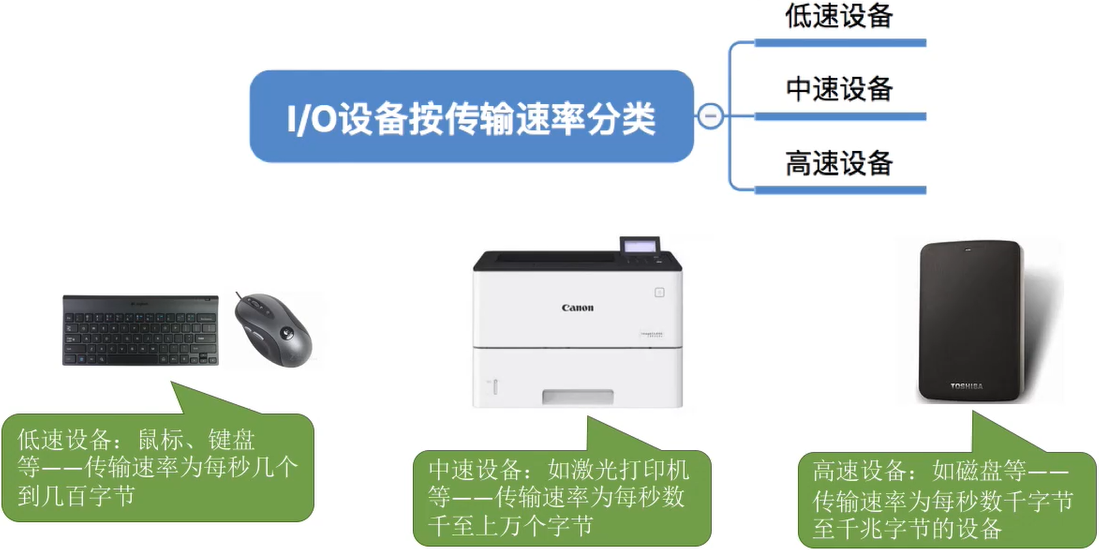 低速设备
中速设备
I/O设备按传输速率分类
高速设备
Canon
TOSHIBA
低速设备：鼠标、键盘
等——传输速率为每秒几个
到几百字节
中速设备：如激光打印机
等——传输速率为每秒数
千至上万个字节
高速设备：如磁盘等——
传输速率为每秒数千字节
至千兆字节的设备